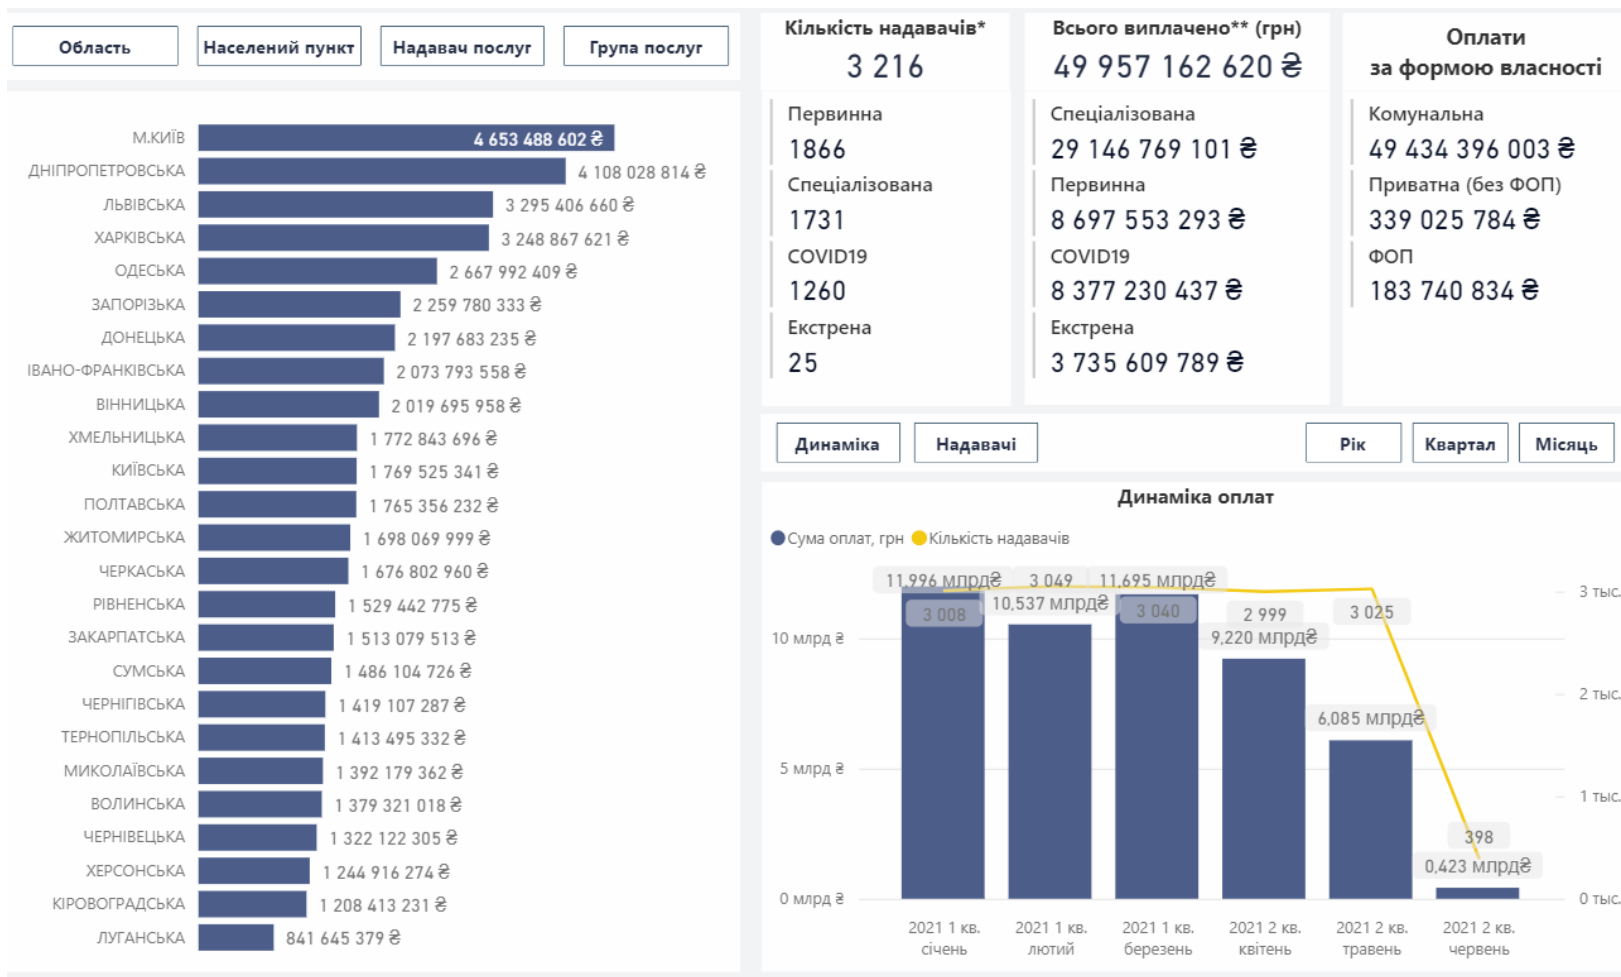 Область
Населений пункт
Надавач послуг
Група послуг
М.КИЇВ 4 653 488 602 ₴
ДНІПРОПЕТРОВСЬКА 4 108 028 814 ₴
ЛЬВІВСЬКА 3 295 406 660 ₴
ХАРКІВСЬКА 3 248 867 621 ₴
ОДЕСЬКА 2 667 992 409 ₴
ЗАПОРІЗЬКА 2 259 780 333 ₴
ДОНЕЦЬКА 2 197 683 235 ₴
ІВАНО-ФРАНКІВСЬКА 2 073 793 558 ₴
ВІННИЦЬКА 2 019 695 958 ₴
ХМЕЛЬНИЦЬКА 1 772 843 696 ₴
КИЇВСЬКА 1 769 525 341 ₴
ПОЛТАВСЬКА 1 765 356 232 ₴
ЖИТОМИРСЬКА 1 698 069 999 ₴
ЧЕРКАСЬКА 1 676 802 960 ₴
РІВНЕНСЬКА 1 529 442 775 ₴
ЗАКАРПАТСЬКА 1 513 079 513 ₴
СУМСЬКА 1 486 104 726 ₴
ЧЕРНІГІВСЬКА 1 419 107 287 ₴
ТЕРНОПІЛЬСЬКА 1 413 495 332 ₴
МИКОЛАЇВСЬКА 1 392 179 362 ₴
ВОЛИНСЬКА 1 379 321 018 ₴
ЧЕРНІВЕЦЬКА 1 322 122 305 ₴
ХЕРСОНСЬКА 1 244 916 274 ₴
КІРОВОГРАДСЬКА 1 208 413 231 ₴
ЛУГАНСЬКА 841 645 379 ₴
Кількість надавачів*
3 216
Первинна
1866
Спеціалізована
1731
COVID19
1260
Екстрена
25
Всього виплачено** (грн)
49 957 162 620 ₴
Спеціалізована
29 146 769 101 ₴
Первинна
8 697 553 293 ₴
COVID19
8 377 230 437 ₴
Екстрена
3 735 609 789 ₴
Оплати
за формою власності
Комунальна
49 434 396 003 ₴
Приватна (без ФОП)
339 025 784 ₴
ФОП
183 740 834 ₴
Динаміка
Надавачі
Рік
Квартал
Місяць
Динаміка оплат
Сума оплат, грн Кількість надавачів
11,996 млрд₴ 3 049 11,695 млрд₴
3 тыс.
10,537 млрд₴
3 008 3 040 2 999 3 025
10 млрд ₴ 9,220 млрд₴
2 тыс.
6,085 млрд₴
5 млрд ₴
1 тыс.
398
0,423 млрд₴
0 млрд ₴ 0 тыс.
2021 1 кв. 2021 1 кв. 2021 1 кв. 2021 2 кв. 2021 2 кв. 2021 2 кв.
січень лютий березень квітень травень червень